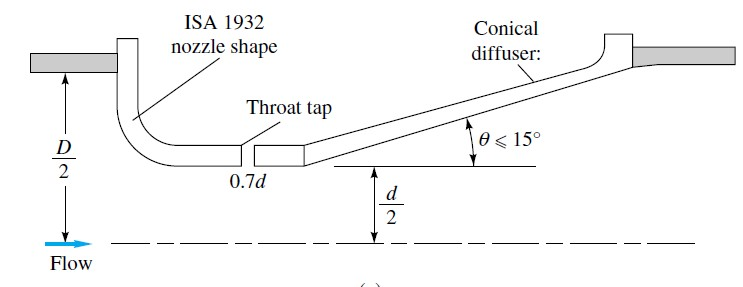 ISA 1932
nozzle shape
Conical
diffuser:
Throat tap
θ ⩽ 15°
D
2
0.7d
d
2
Flow